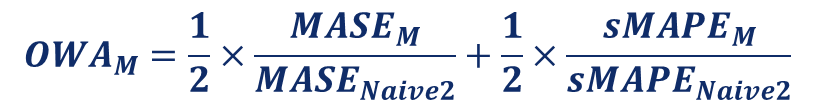 OWA_M = 1/2 × MASE_M/MASE_Naive2 + 1/2 × sMAPE_M/sMAPE_Naive2